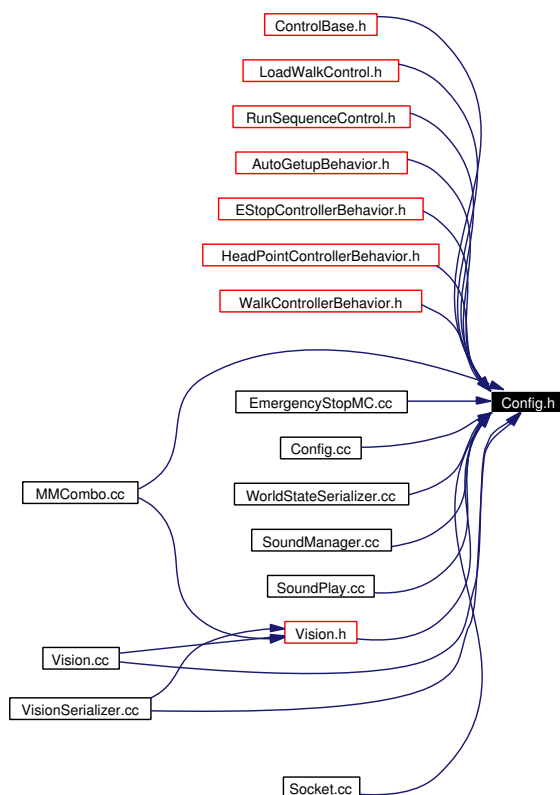 ControlBase.h
LoadWalkControl.h
RunSequenceControl.h
AutoGetupBehavior.h
EStopControllerBehavior.h
HeadPointControllerBehavior.h
WalkControllerBehavior.h
EmergencyStopMC.cc
Config.h
Config.cc
MMCombo.cc
WorldStateSerializer.cc
SoundManager.cc
SoundPlay.cc
Vision.h
Vision.cc
VisionSerializer.cc
Socket.cc